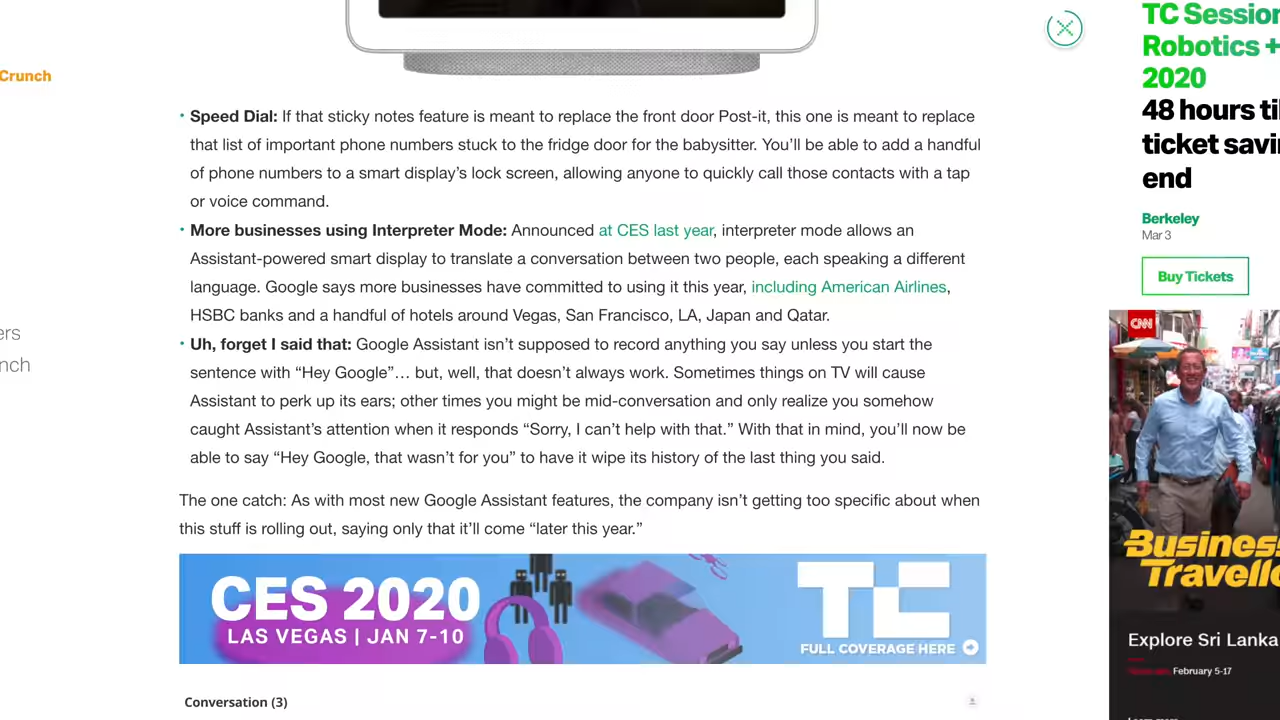 Crunch
ers
nch
• Speed Dial: If that sticky notes feature is meant to replace the front door Post-it, this one is meant to replace
that list of important phone numbers stuck to the fridge door for the babysitter. You’ll be able to add a handful
of phone numbers to a smart display’s lock screen, allowing anyone to quickly call those contacts with a tap
or voice command.
• More businesses using Interpreter Mode: Announced at CES last year, interpreter mode allows an
Assistant-powered smart display to translate a conversation between two people, each speaking a different
language. Google says more businesses have committed to using it this year, including American Airlines,
HSBC banks and a handful of hotels around Vegas, San Francisco, LA, Japan and Qatar.
• Uh, forget I said that: Google Assistant isn’t supposed to record anything you say unless you start the
sentence with “Hey Google”… but, well, that doesn’t always work. Sometimes things on TV will cause
Assistant to perk up its ears; other times you might be mid-conversation and only realize you somehow
caught Assistant’s attention when it responds “Sorry, I can’t help with that.” With that in mind, you’ll now be
able to say “Hey Google, that wasn’t for you” to have it wipe its history of the last thing you said.
The one catch: As with most new Google Assistant features, the company isn’t getting too specific about when
this stuff is rolling out, saying only that it’ll come “later this year.”
CES 2020
LAS VEGAS | JAN 7-10
TC
FULL COVERAGE HERE
Conversation (3)
TC Session
Robotics +
2020
48 hours til
ticket savi
end
Berkeley
Mar 3
Buy Tickets
CNN
Business
Travelle
Explore Sri Lanka
February 5-17